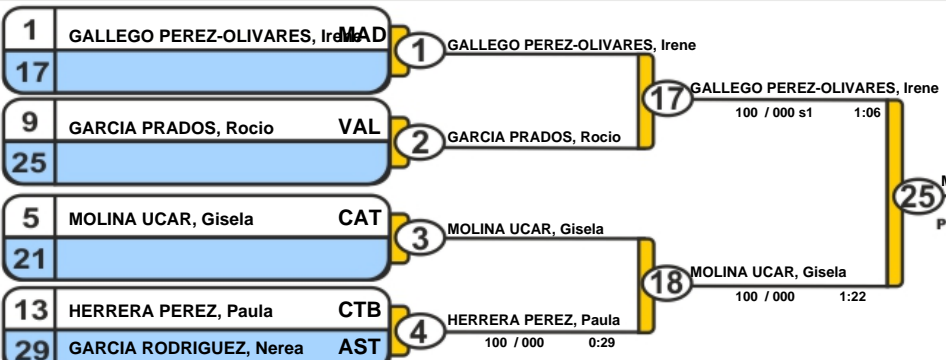 1 GALLEGO PEREZ-OLIVARES, Irene MAD
17
9 GARCIA PRADOS, Rocio VAL
25
5 MOLINA UCAR, Gisela CAT
21
13 HERRERA PEREZ, Paula CTB
29 GARCIA RODRIGUEZ, Nerea AST
1 GALLEGO PEREZ-OLIVARES, Irene
2 GARCIA PRADOS, Rocio
3 MOLINA UCAR, Gisela
4 HERRERA PEREZ, Paula
100 / 000 0:29
17 GALLEGO PEREZ-OLIVARES, Irene
100 / 000 s1 1:06
18 MOLINA UCAR, Gisela
100 / 000 1:22
25